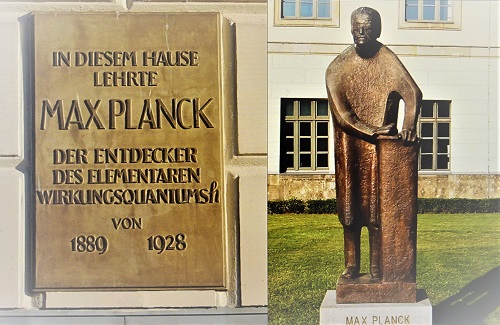 IN DIESEM HAUSE
LEHRTE
MAX PLANCK
DER ENTDECKER
DES ELEMENTAREN
WIRKUNGSQUANTUMS h
VON
1889 1928
MAX PLANCK